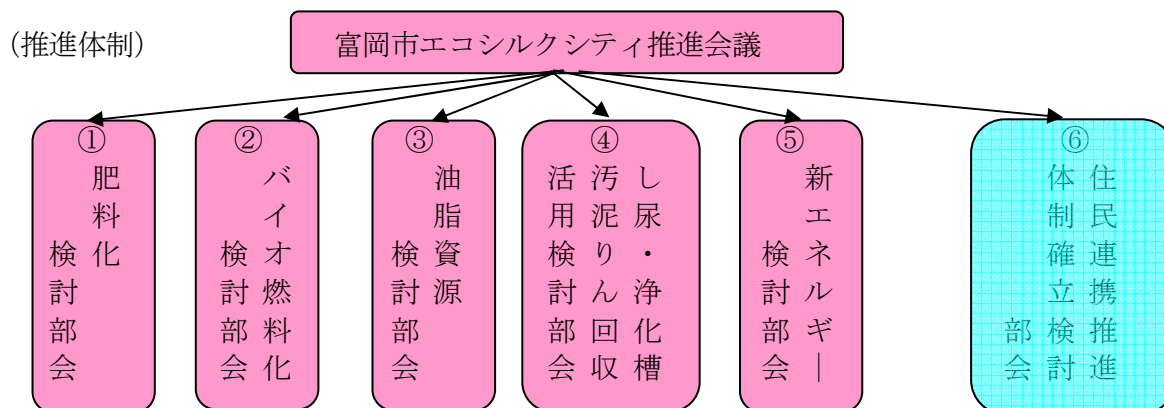 (推進体制)
富岡市エコシルクシティ推進会議
①
肥料化
検討部会
②
バイオ燃料化
検討部会
③
油脂資源
検討部会
④
し尿・浄化槽
汚泥りん回収
活用検討部会
⑤
新エネルギー
検討部会
⑥
住民連携推進
体制確立検討
部会